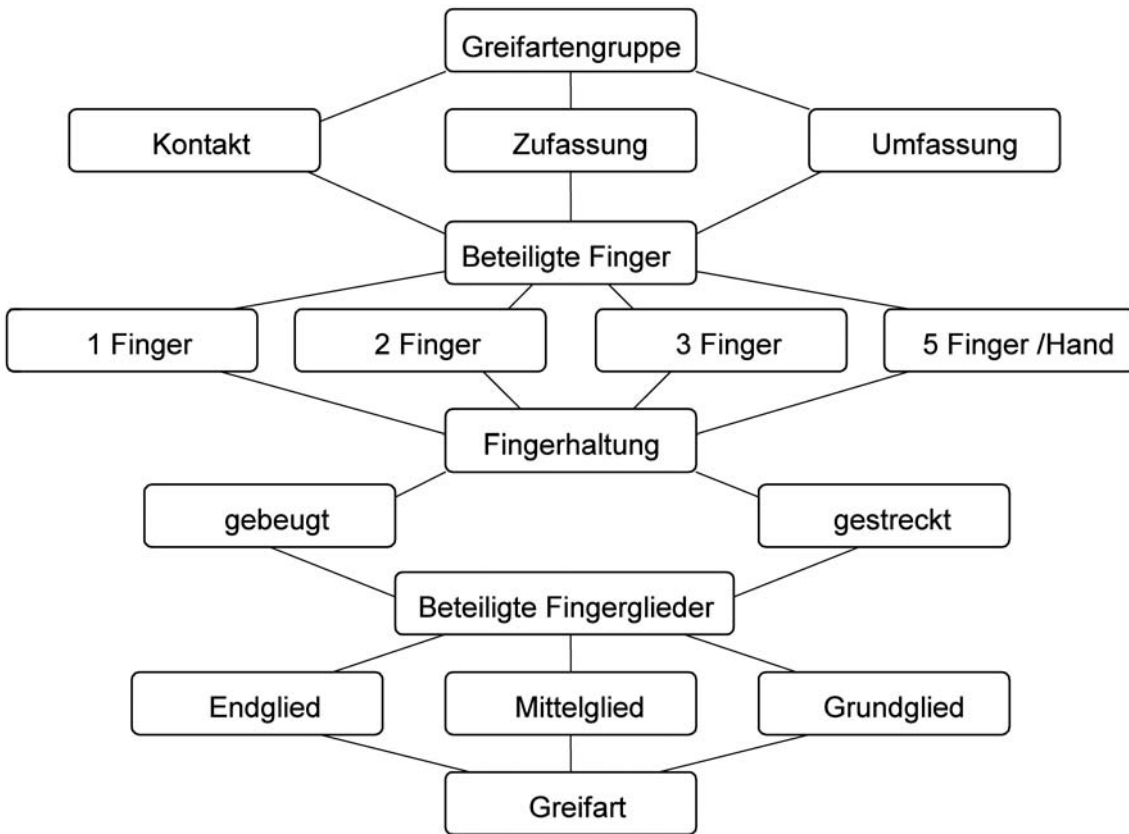 Greifartengruppe
Kontakt
Zufassung
Umfassung
Beteiligte Finger
1 Finger
2 Finger
3 Finger
5 Finger /Hand
Fingerhaltung
gebeugt
gestreckt
Beteiligte Fingerglieder
Endglied
Mittelglied
Grundglied
Greifart